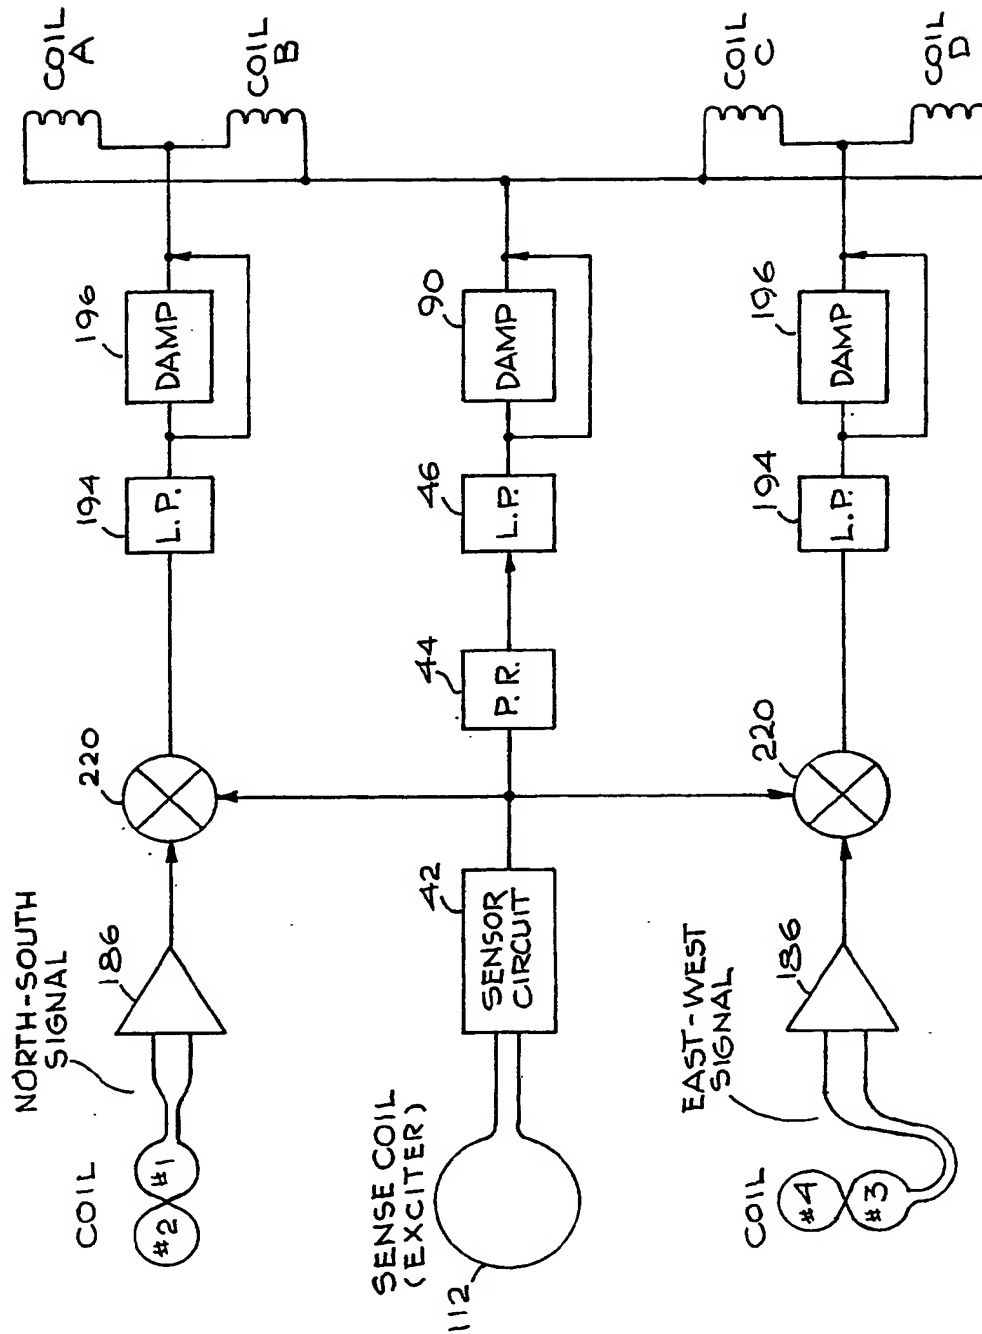 NORTH-SOUTH
SIGNAL
COIL
#2
#1
186
220
194
L.P.
196
DAMP
COIL
A
COIL
B
SENSE COIL
(EXCITER)
112
42
SENSOR
CIRCUIT
44
P.R.
46
L.P.
90
DAMP
EAST-WEST
SIGNAL
COIL
#4
#3
186
220
194
L.P.
196
DAMP
COIL
C
COIL
D